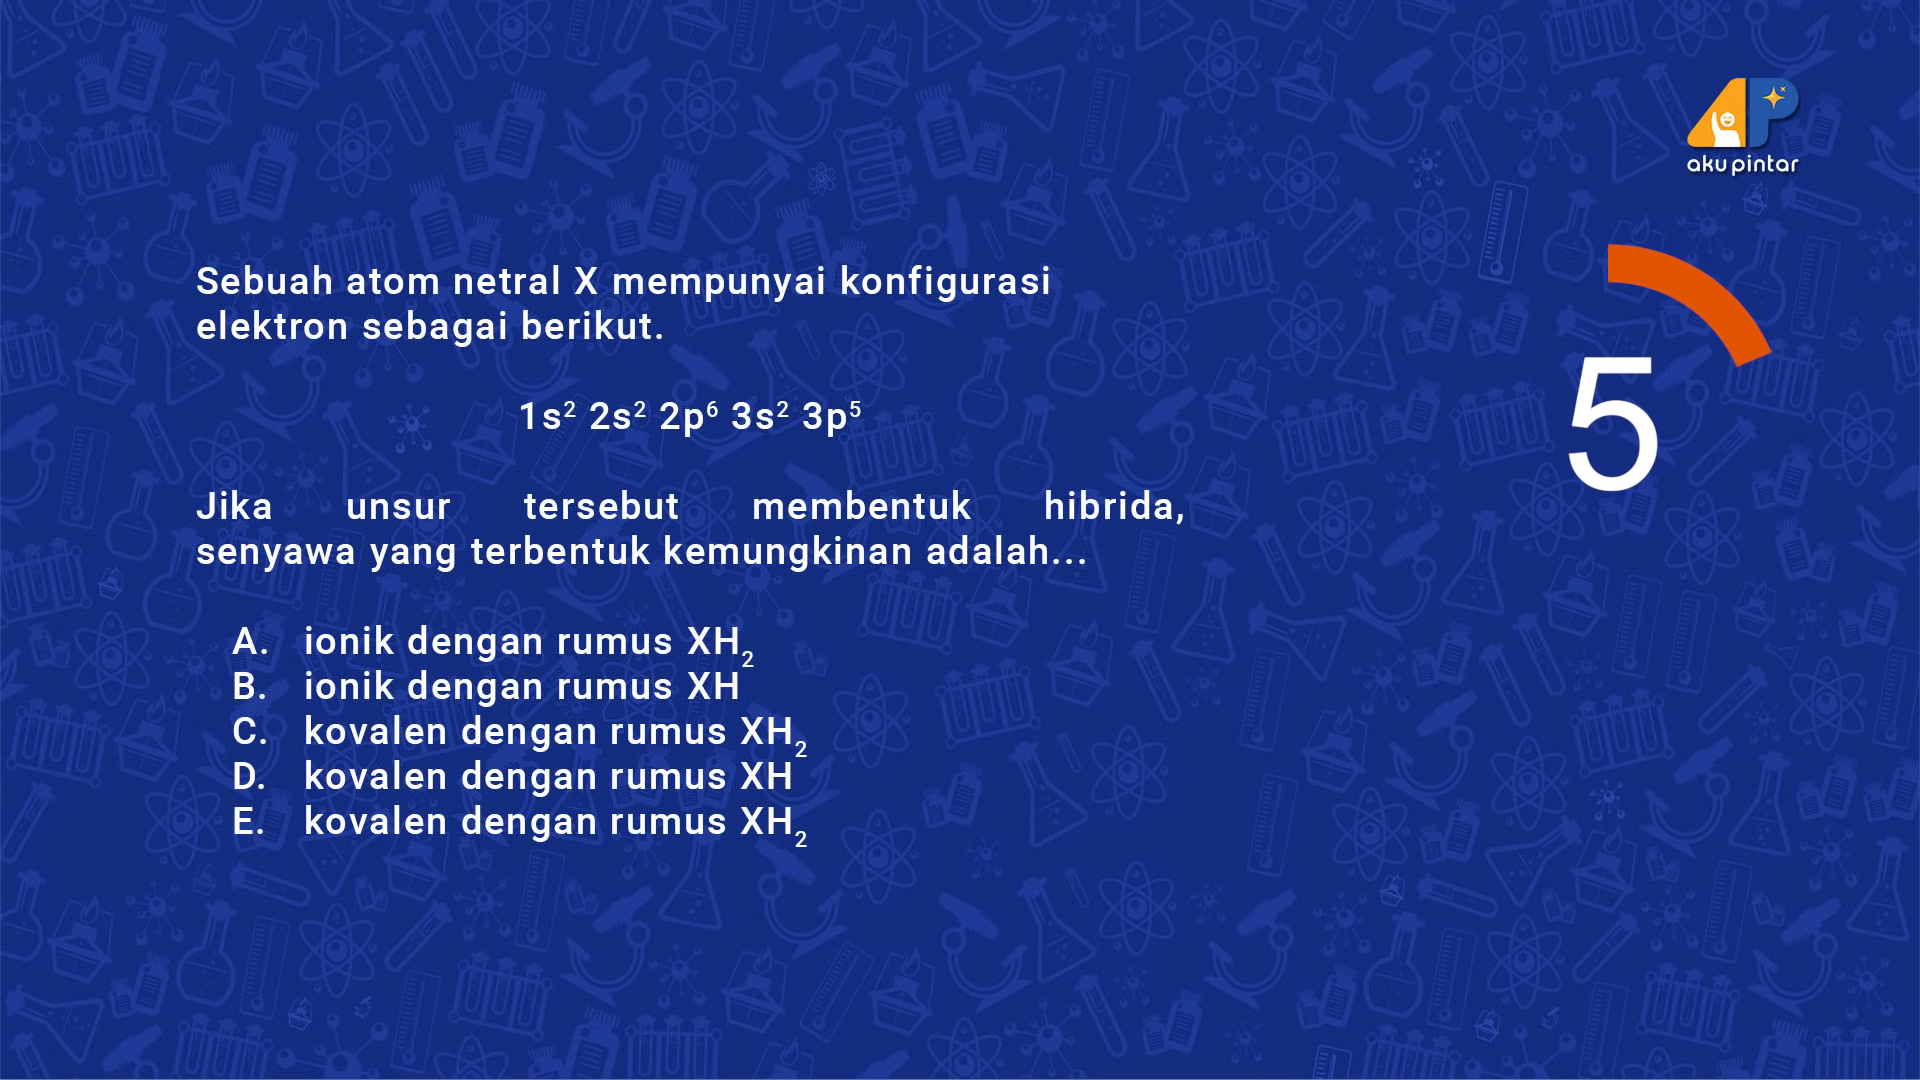 aku pintar
Sebuah atom netral X mempunyai konfigurasi
elektron sebagai berikut.
1s² 2s² 2p⁶ 3s² 3p⁵
5
Jika unsur tersebut membentuk hibrida,
senyawa yang terbentuk kemungkinan adalah...
A. ionik dengan rumus XH₂
B. ionik dengan rumus XH
C. kovalen dengan rumus XH₂
D. kovalen dengan rumus XH
E. kovalen dengan rumus XH₂